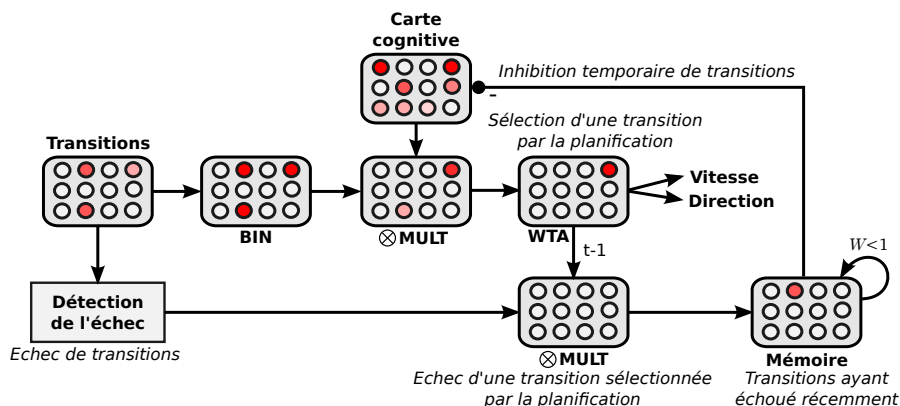 Carte
cognitive
Inhibition temporaire de transitions
-
Sélection d'une transition
par la planification
Transitions
Vitesse
Direction
BIN
⊗MULT
WTA
t-1
W<1
Détection
de l'échec
Echec de transitions
⊗MULT
Echec d'une transition sélectionnée
par la planification
Mémoire
Transitions ayant
échoué récemment